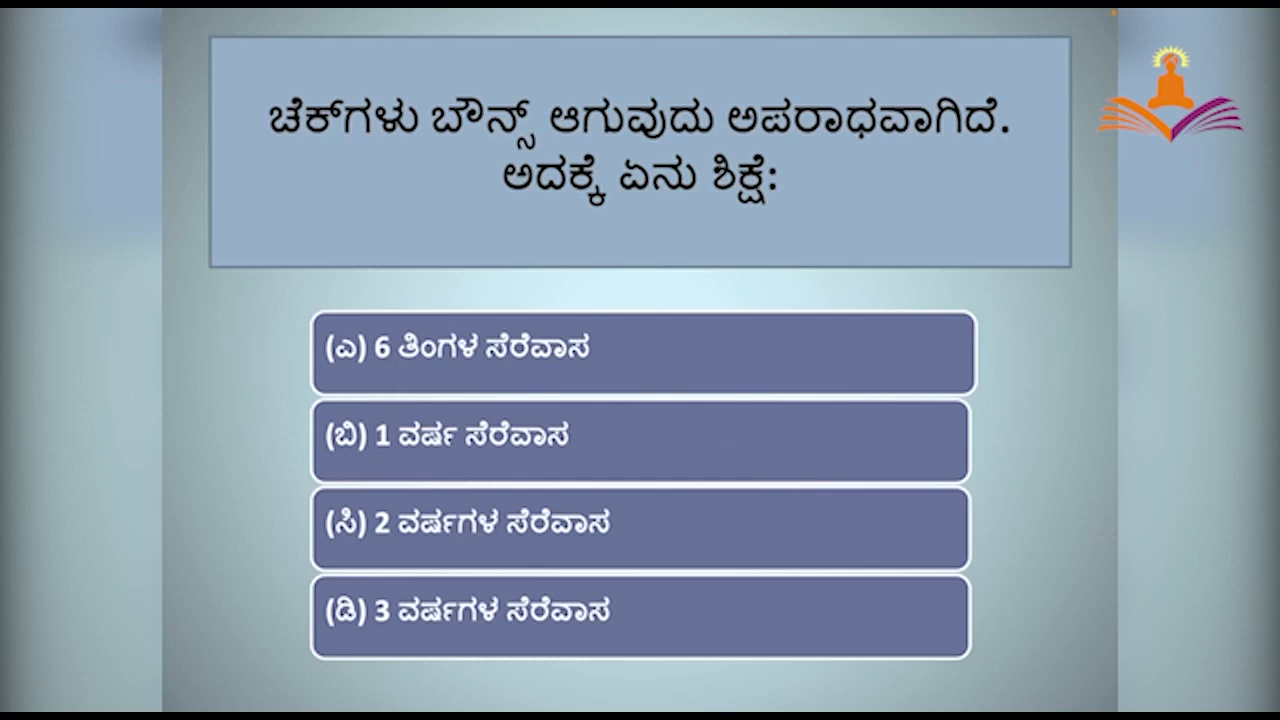 ಚೆಕ್‌ಗಳು ಬೌನ್ಸ್ ಆಗುವುದು ಅಪರಾಧವಾಗಿದೆ.
ಅದಕ್ಕೆ ಏನು ಶಿಕ್ಷೆ:
(ಎ) 6 ತಿಂಗಳ ಸೆರೆವಾಸ
(ಬಿ) 1 ವರ್ಷ ಸೆರೆವಾಸ
(ಸಿ) 2 ವರ್ಷಗಳ ಸೆರೆವಾಸ
(ಡಿ) 3 ವರ್ಷಗಳ ಸೆರೆವಾಸ